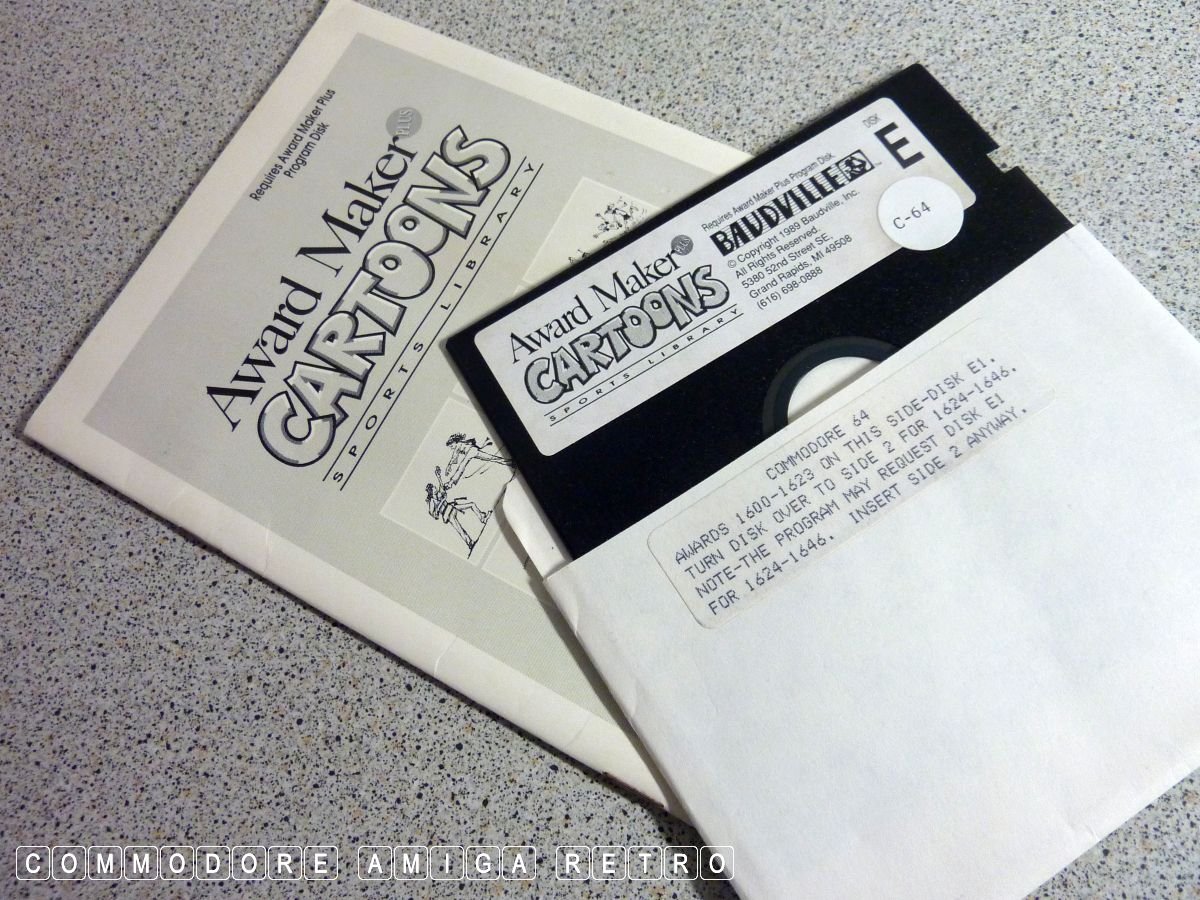 Requires Award Maker Plus
Program Disk
Award Maker PLUS
CARTOONS
SPORTS LIBRARY
Award Maker PLUS
CARTOONS
SPORTS LIBRARY
Requires Award Maker Plus Program Disk
BAUDVILLE™
© Copyright 1989 Baudville, Inc.
All Rights Reserved.
5380 52nd Street SE.
Grand Rapids, MI 49508
(616) 698-0888
DISK
E
C-64
COMMODORE 64
AWARDS 1600-1623 ON THIS SIDE-DISK E1.
TURN DISK OVER TO SIDE 2 FOR 1624-1646.
NOTE-THE PROGRAM MAY REQUEST DISK E1
FOR 1624-1646. INSERT SIDE 2 ANYWAY.
COMMODORE AMIGA RETRO